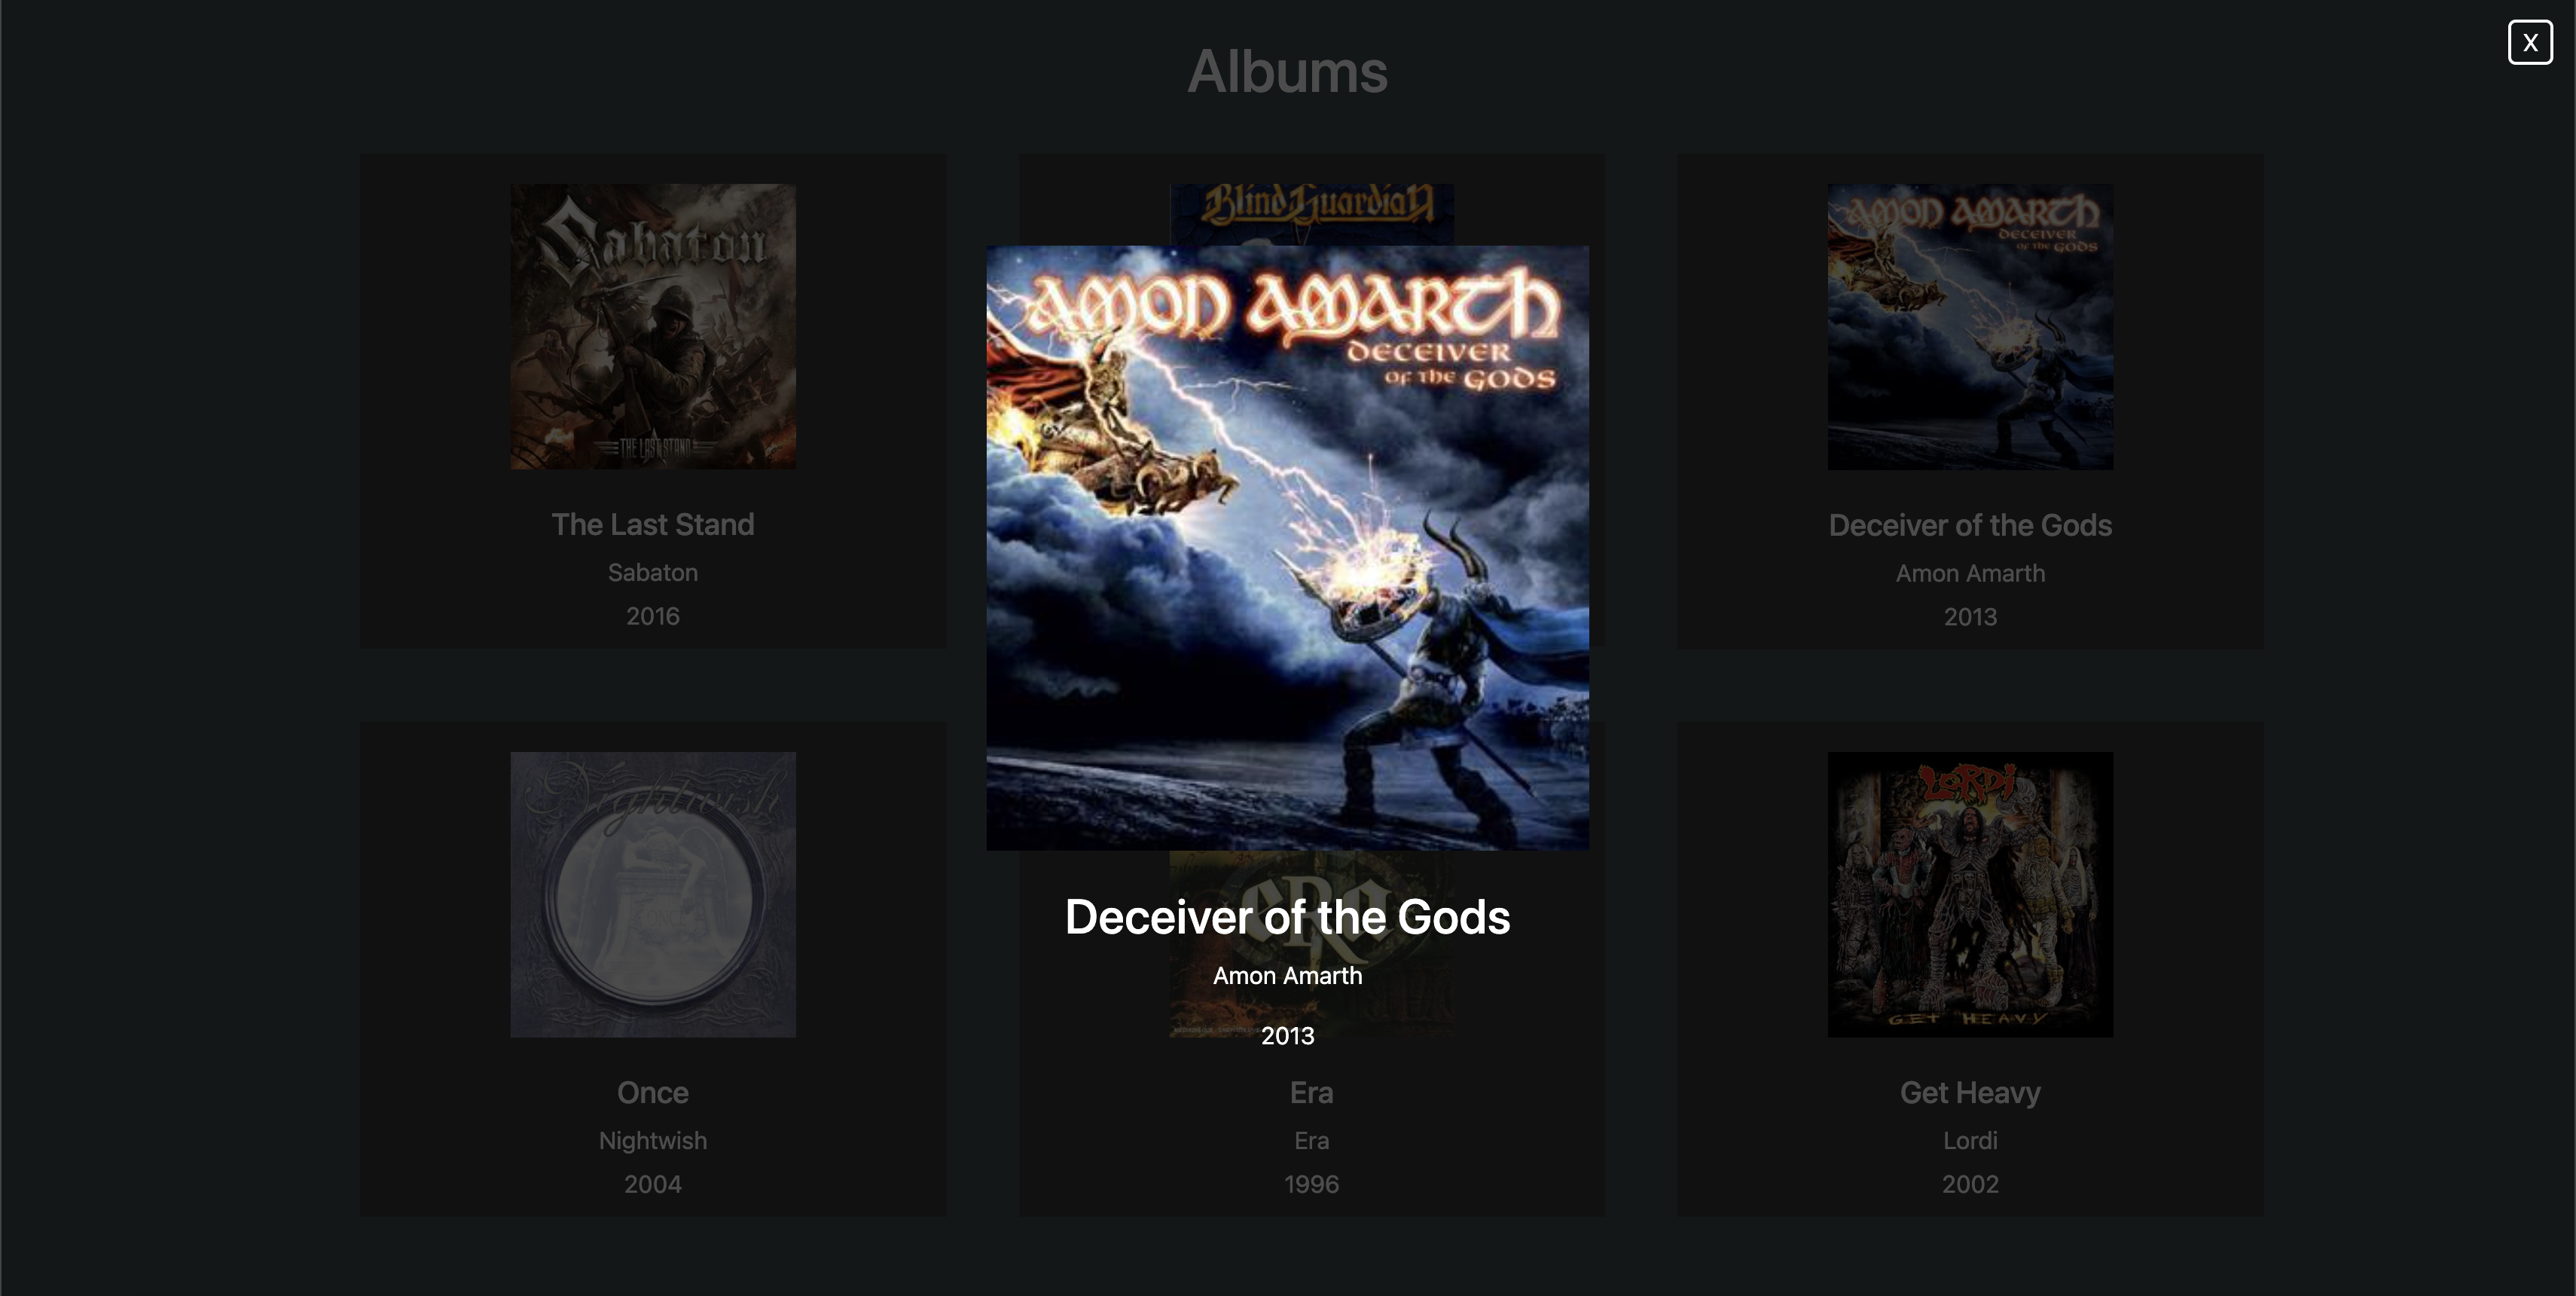 X
Albums
Sabaton
THE LAST STAND
The Last Stand
Sabaton
2016
Blind Guardian
AMON AMARTH
DECEIVER
OF THE GODS
Deceiver of the Gods
Amon Amarth
2013
AMON AMARTH
DECEIVER
OF THE GODS
Deceiver of the Gods
Amon Amarth
2013
Nightwish
ONCE
Once
Nightwish
2004
eRa
Era
Era
1996
LORDI
GET HEAVY
Get Heavy
Lordi
2002